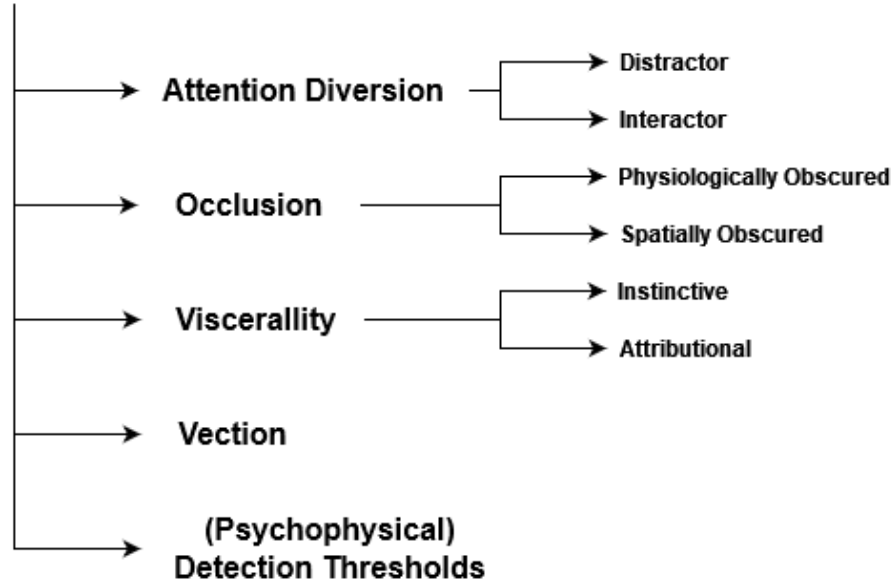 Attention Diversion
Distractor
Interactor
Occlusion
Physiologically Obscured
Spatially Obscured
Viscerallity
Instinctive
Attributional
Vection
(Psychophysical)
Detection Thresholds